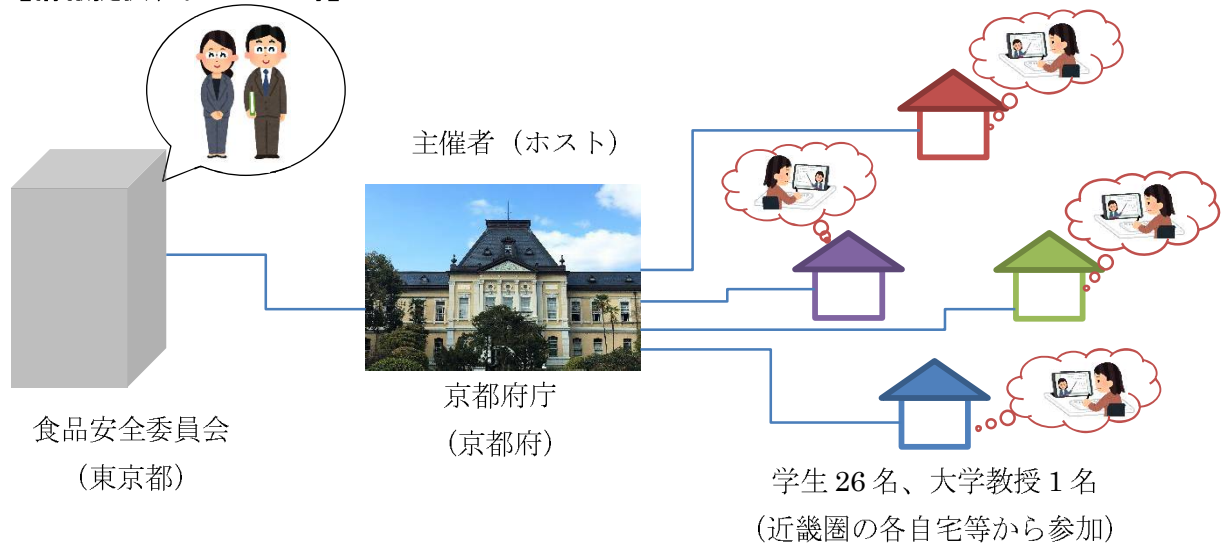 主催者（ホスト）
食品安全委員会
（東京都）
京都府庁
（京都府）
学生 26 名、大学教授 1 名
（近畿圏の各自宅等から参加）